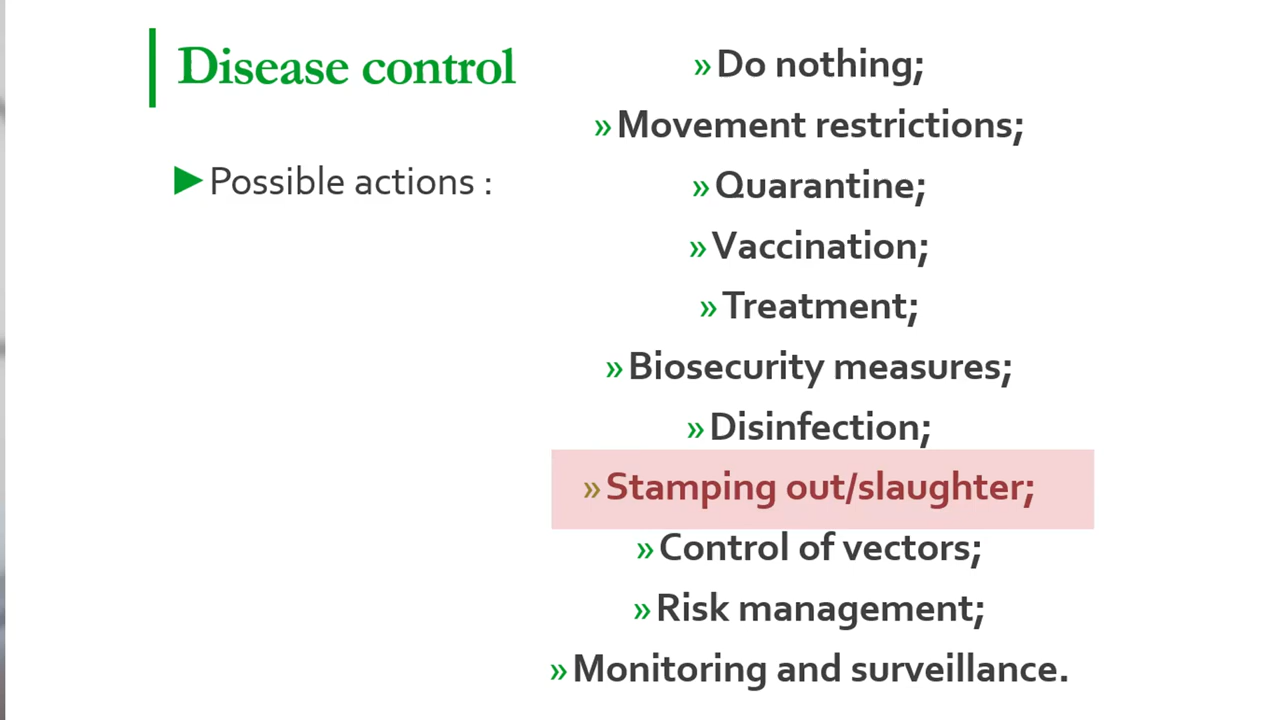 Disease control
►Possible actions :
»Do nothing;
»Movement restrictions;
»Quarantine;
»Vaccination;
»Treatment;
»Biosecurity measures;
»Disinfection;
»Stamping out/slaughter;
»Control of vectors;
»Risk management;
»Monitoring and surveillance.